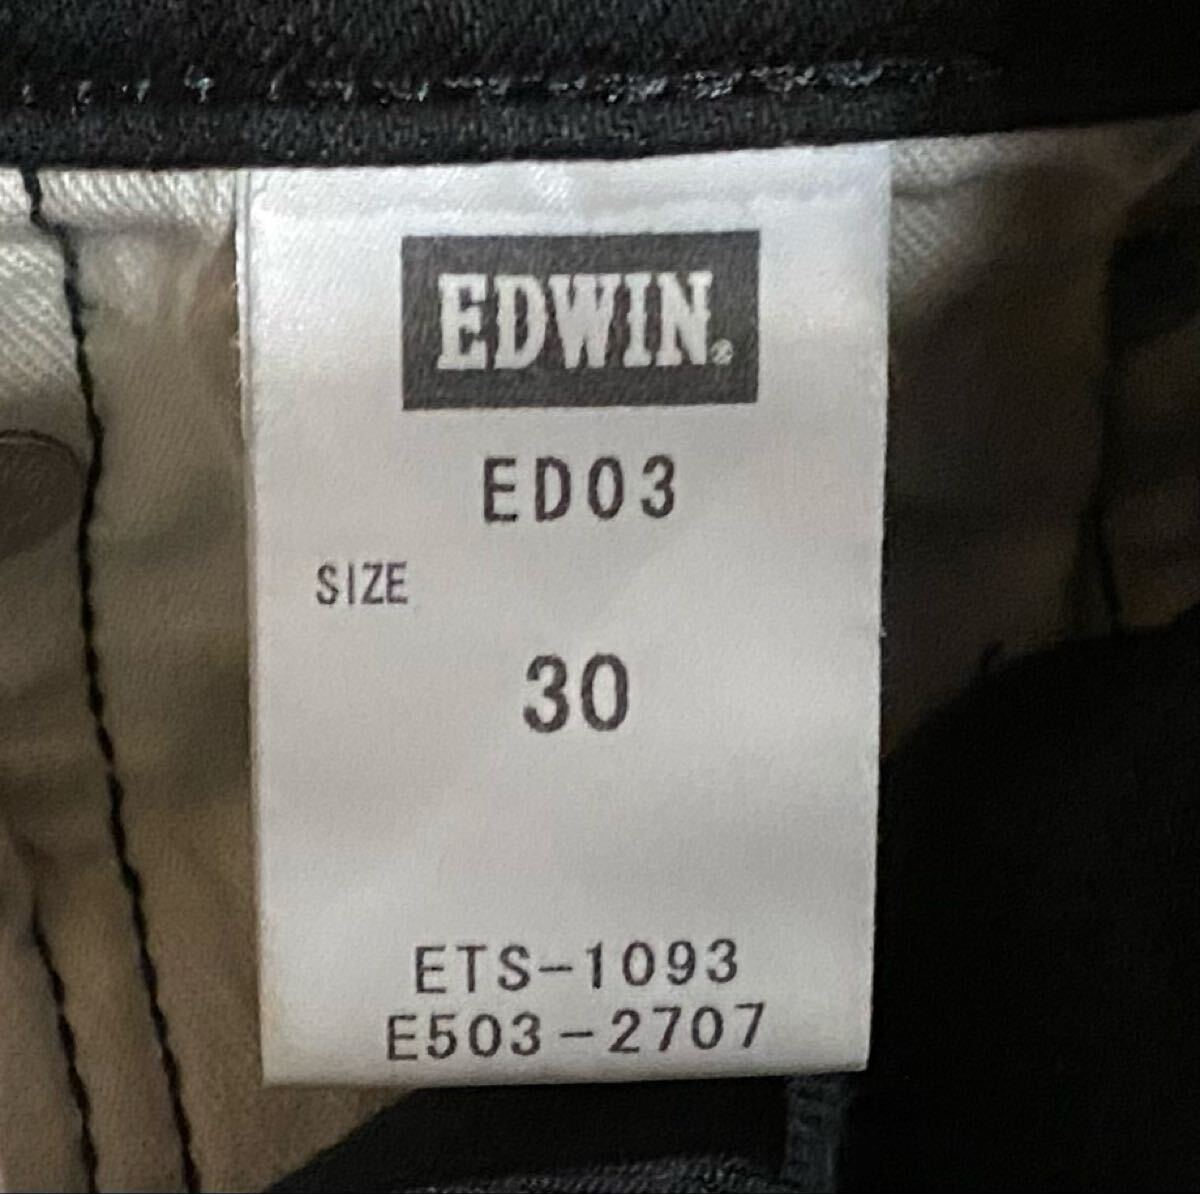 EDWIN®
ED03
SIZE
30
ETS-1093
E503-2707